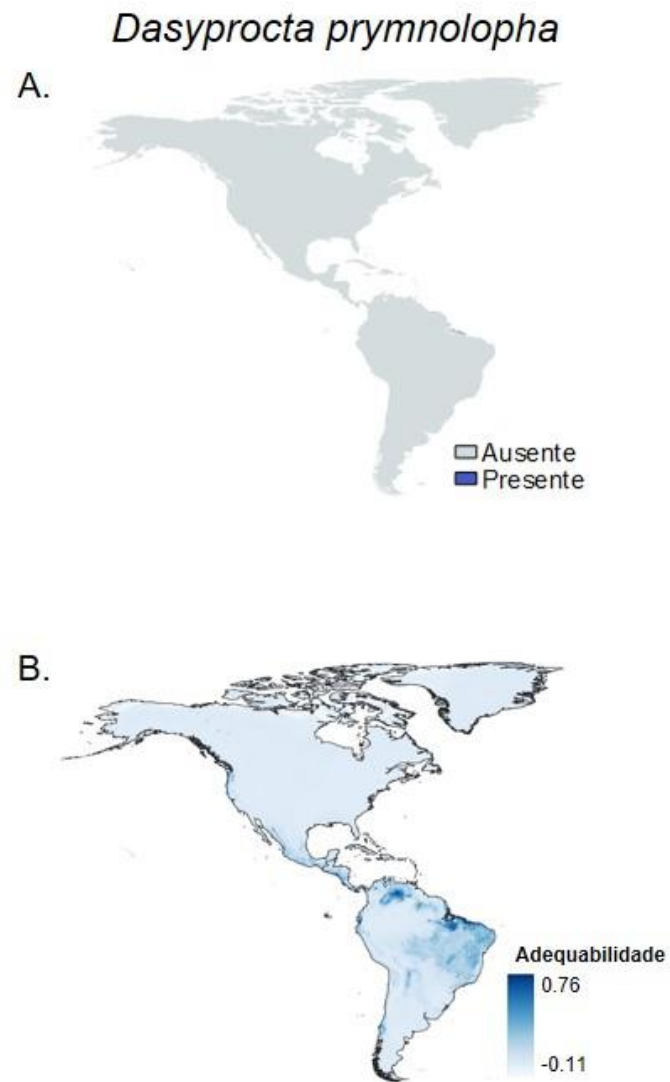 Dasyprocta prymnolopha
A.
Ausente
Presente
B.
Adequabilidade
0.76
-0.11